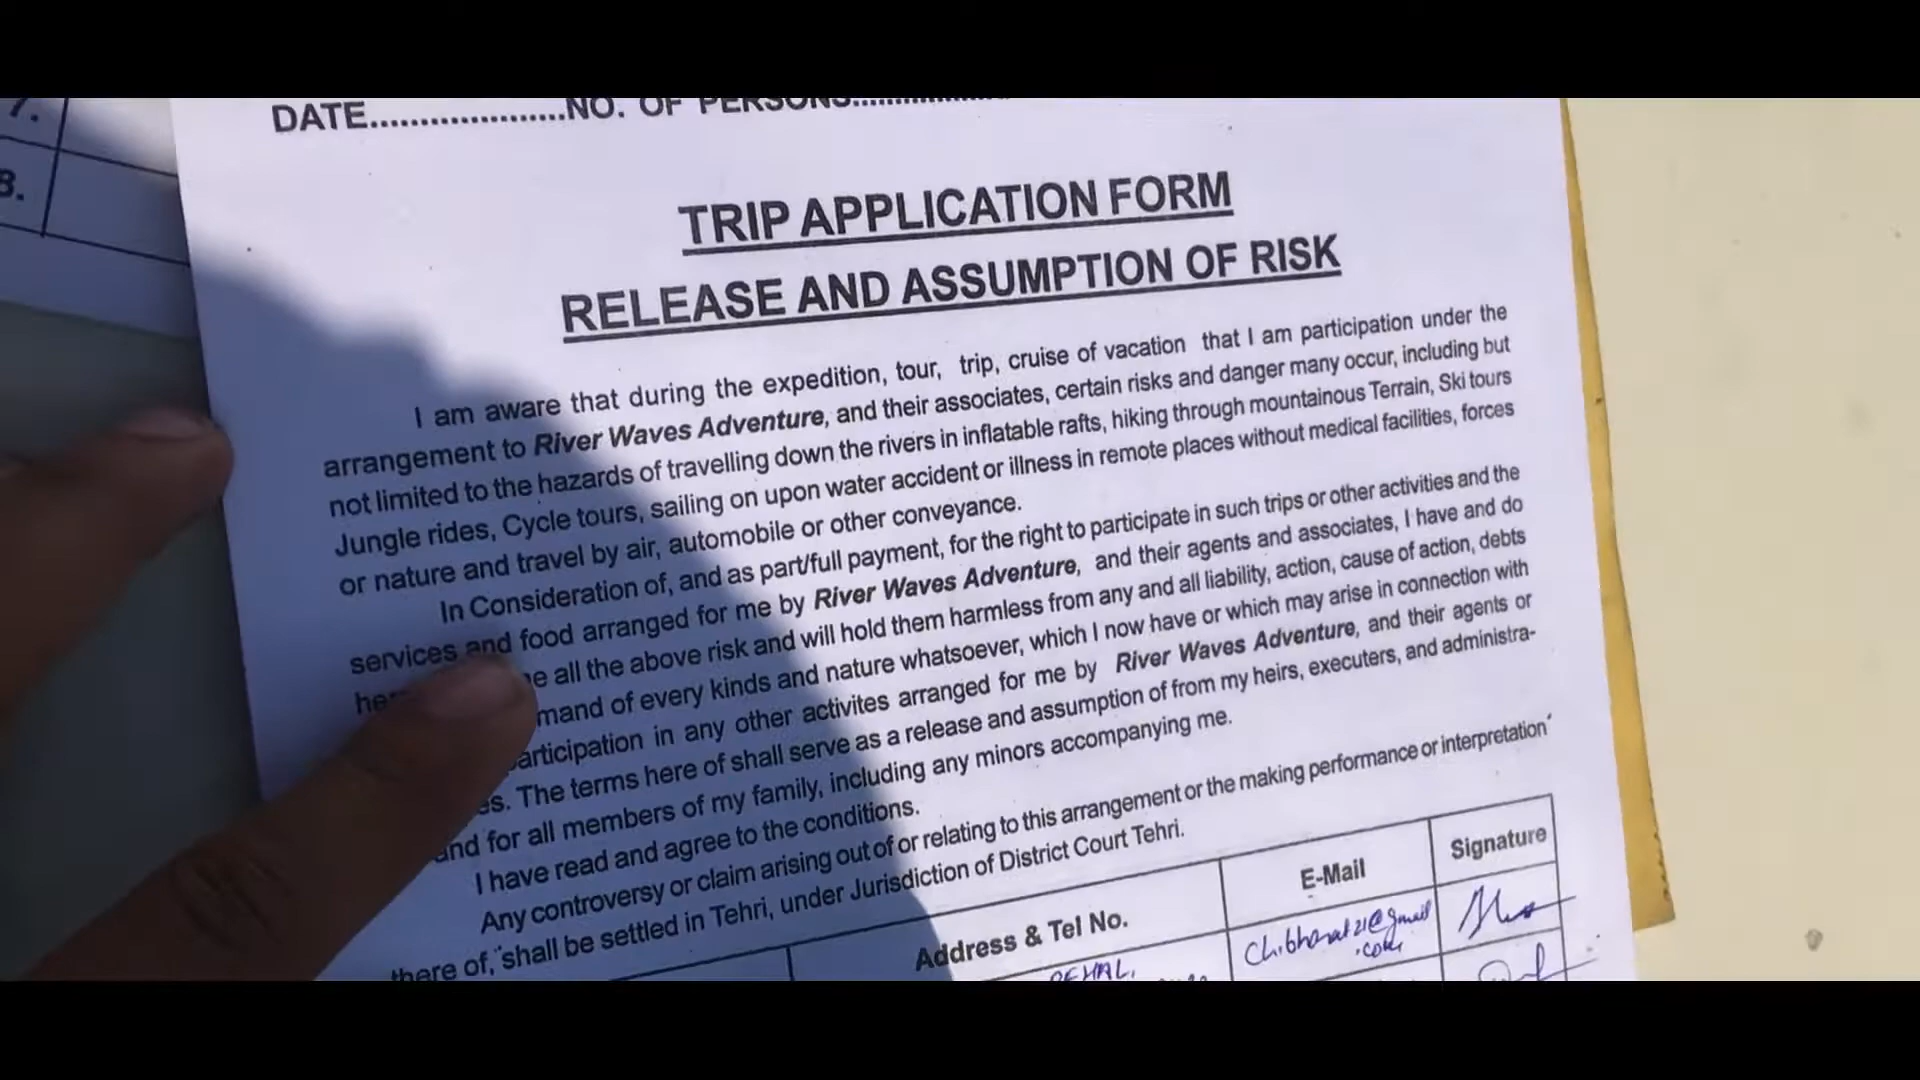 7.
8.
DATE....................NO. OF PERSONS...............
TRIP APPLICATION FORM
RELEASE AND ASSUMPTION OF RISK
I am aware that during the expedition, tour, trip, cruise of vacation that I am participation under the
arrangement to River Waves Adventure, and their associates, certain risks and danger many occur, including but
not limited to the hazards of travelling down the rivers in inflatable rafts, hiking through mountainous Terrain, Ski tours
Jungle rides, Cycle tours, sailing on upon water accident or illness in remote places without medical facilities, forces
or nature and travel by air, automobile or other conveyance.
In Consideration of, and as part/full payment, for the right to participate in such trips or other activities and the
services and food arranged for me by River Waves Adventure, and their agents and associates, I have and do
all the above risk and will hold them harmless from any and all liability, action, cause of action, debts
mand of every kinds and nature whatsoever, which I now have or which may arise in connection with
articipation in any other activites arranged for me by River Waves Adventure, and their agents or
es. The terms here of shall serve as a release and assumption of from my heirs, executers, and administra-
and for all members of my family, including any minors accompanying me.
I have read and agree to the conditions.
Any controversy or claim arising out of or relating to this arrangement or the making performance or interpretation
there of, shall be settled in Tehri, under Jurisdiction of District Court Tehri.
Address & Tel No. E-Mail Signature
chibharat21@gmail
.com